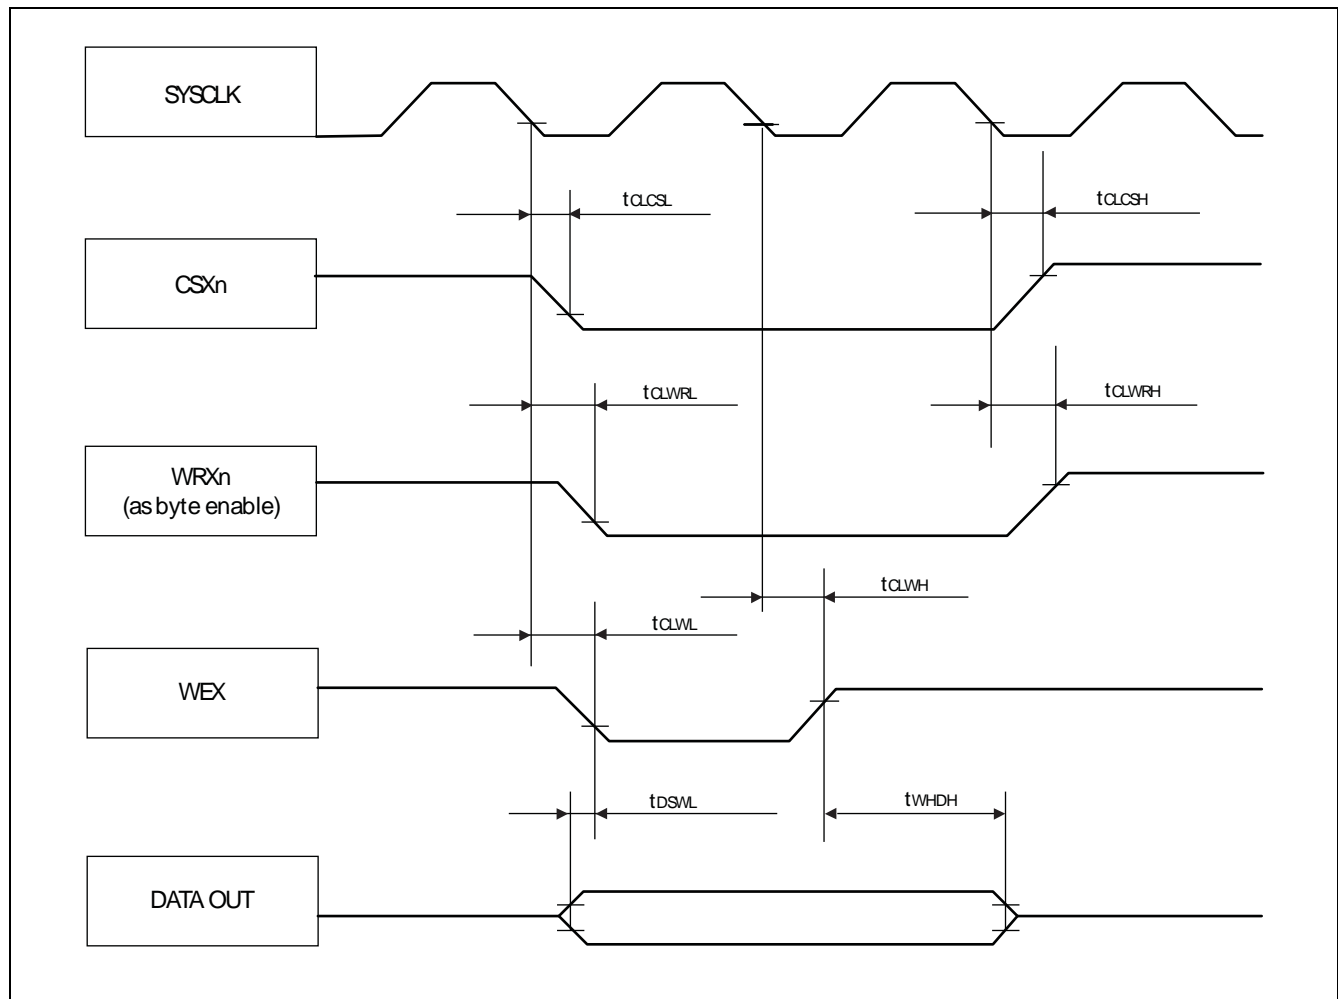 SYSCLK
tCLCSL
tCLCSH
CSXn
tCLWRL
tCLWRH
WRXn
(as byte enable)
tCLWH
tCLWL
WEX
tDSWL
tWHDH
DATA OUT